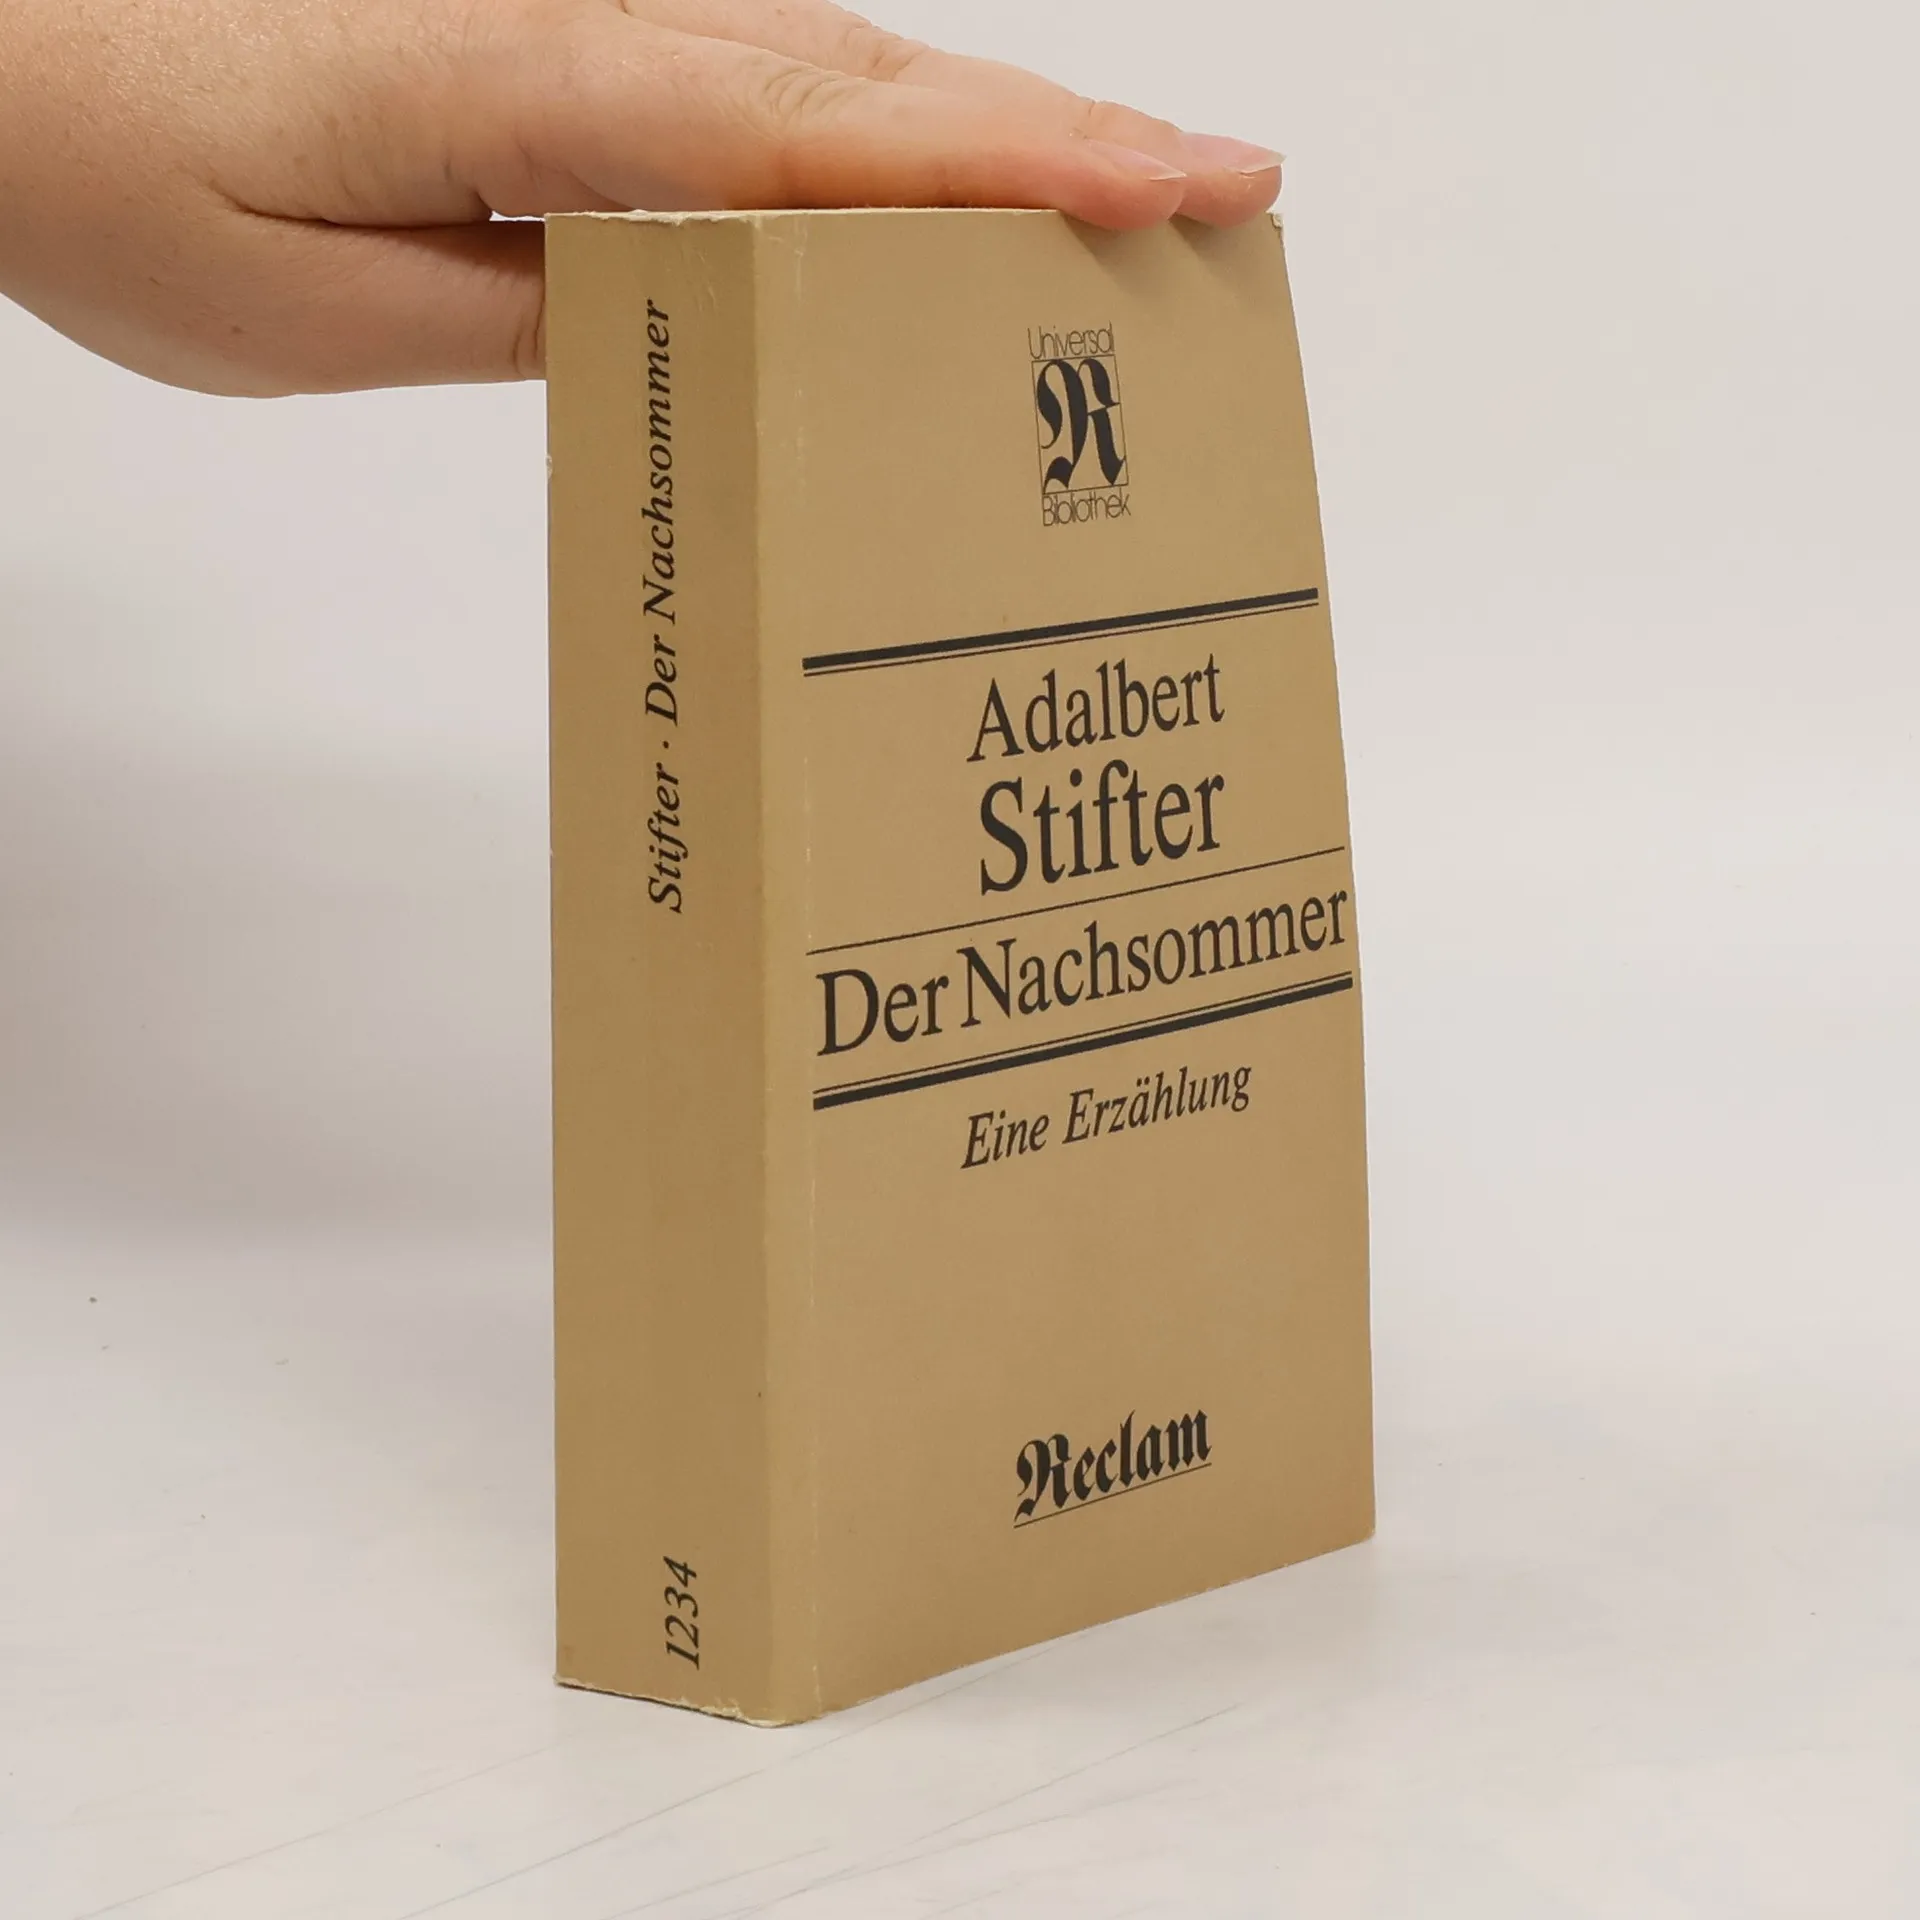 Stifter · Der Nachsommer
1234
Universal
R
Bibliothek
Adalbert
Stifter
Der Nachsommer
Eine Erzählung
Reclam